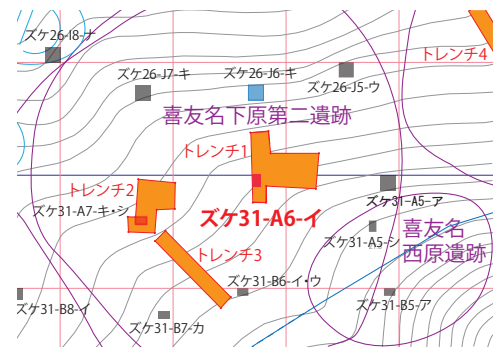 ズケ26-I8-ナ
トレンチ4
ズケ26-J7-キ
ズケ26-J6-キ
ズケ26-J5-ウ
喜友名下原第二遺跡
トレンチ1
トレンチ2
ズケ31-A7-キ・シ
ズケ31-A6-イ
ズケ31-A5-ア
ズケ31-A5-シ
喜友名
西原遺跡
トレンチ3
ズケ31-B6-イ・ウ
ズケ31-B8-イ
ズケ31-B7-カ
ズケ31-B5-ア